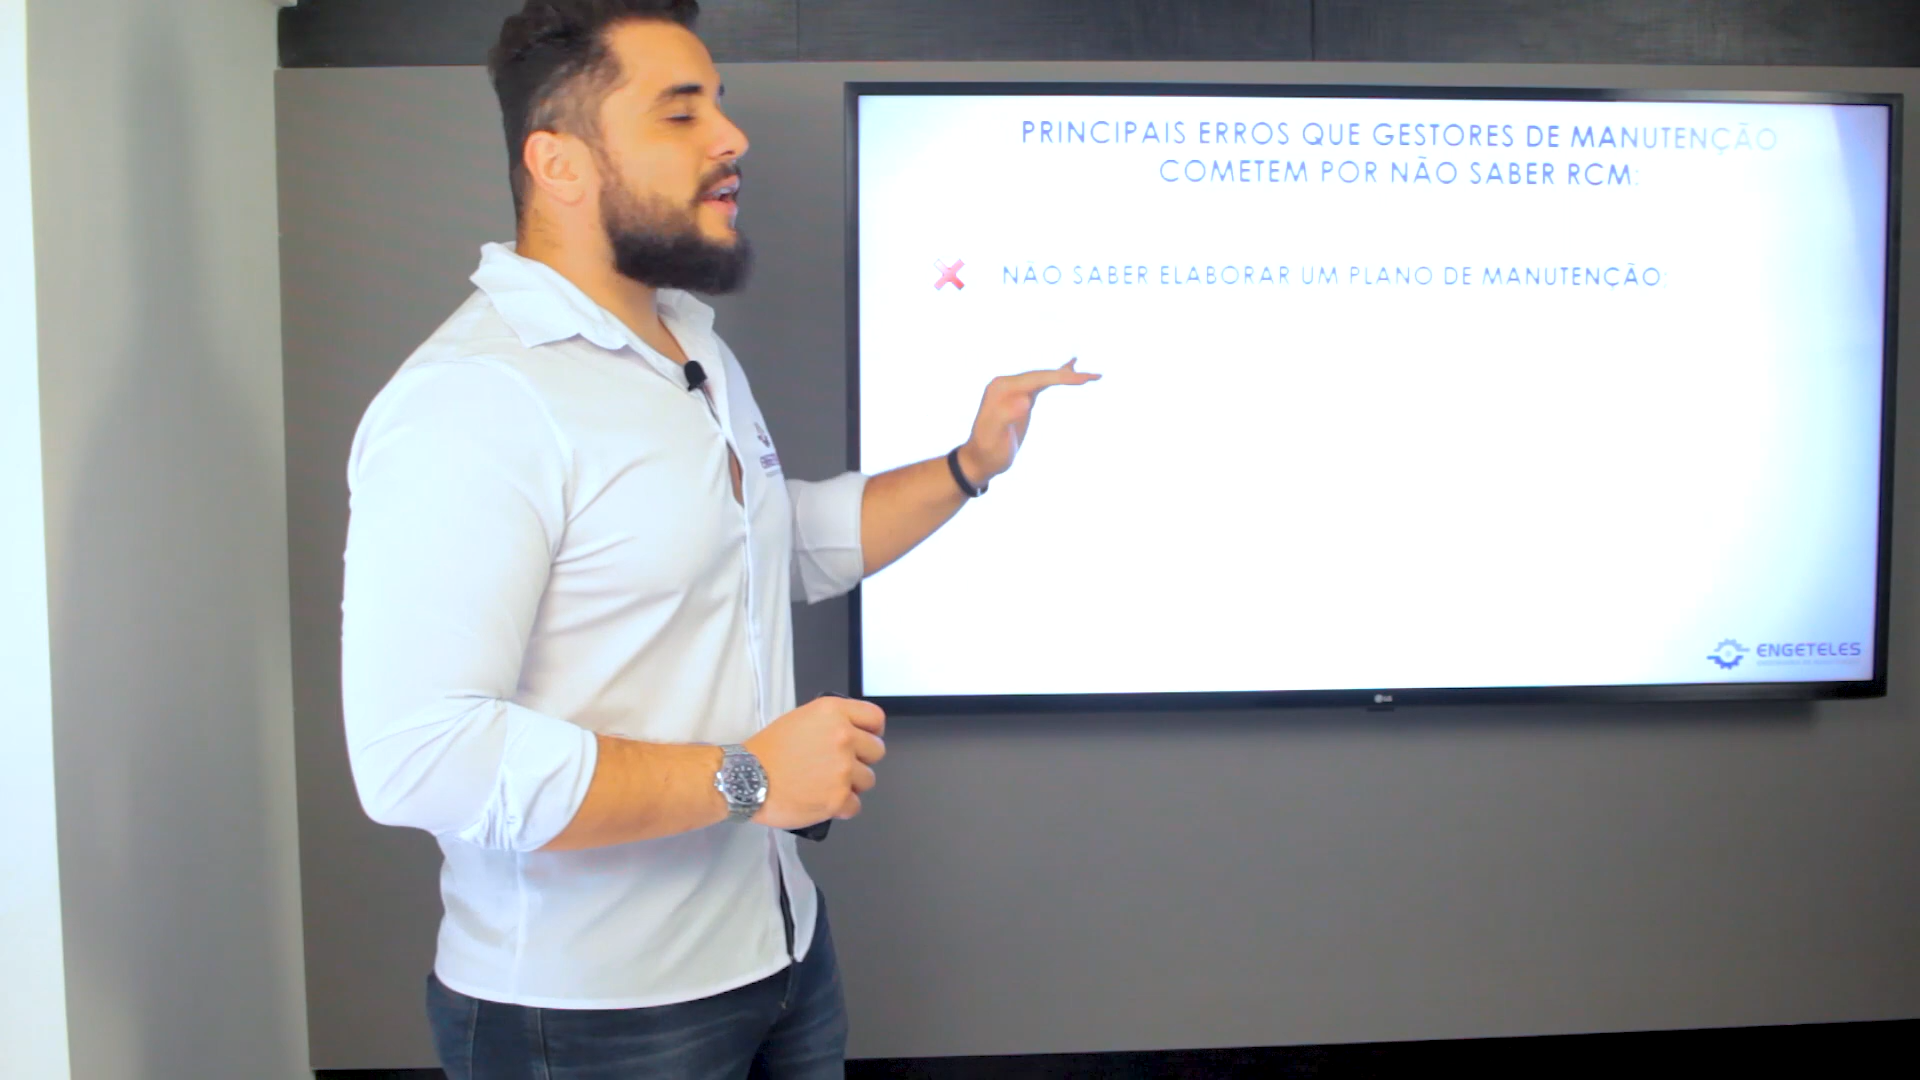 PRINCIPAIS ERROS QUE GESTORES DE MANUTENÇÃO
COMETEM POR NÃO SABER RCM:
NÃO SABER ELABORAR UM PLANO DE MANUTENÇÃO:
ENGETELES
LG